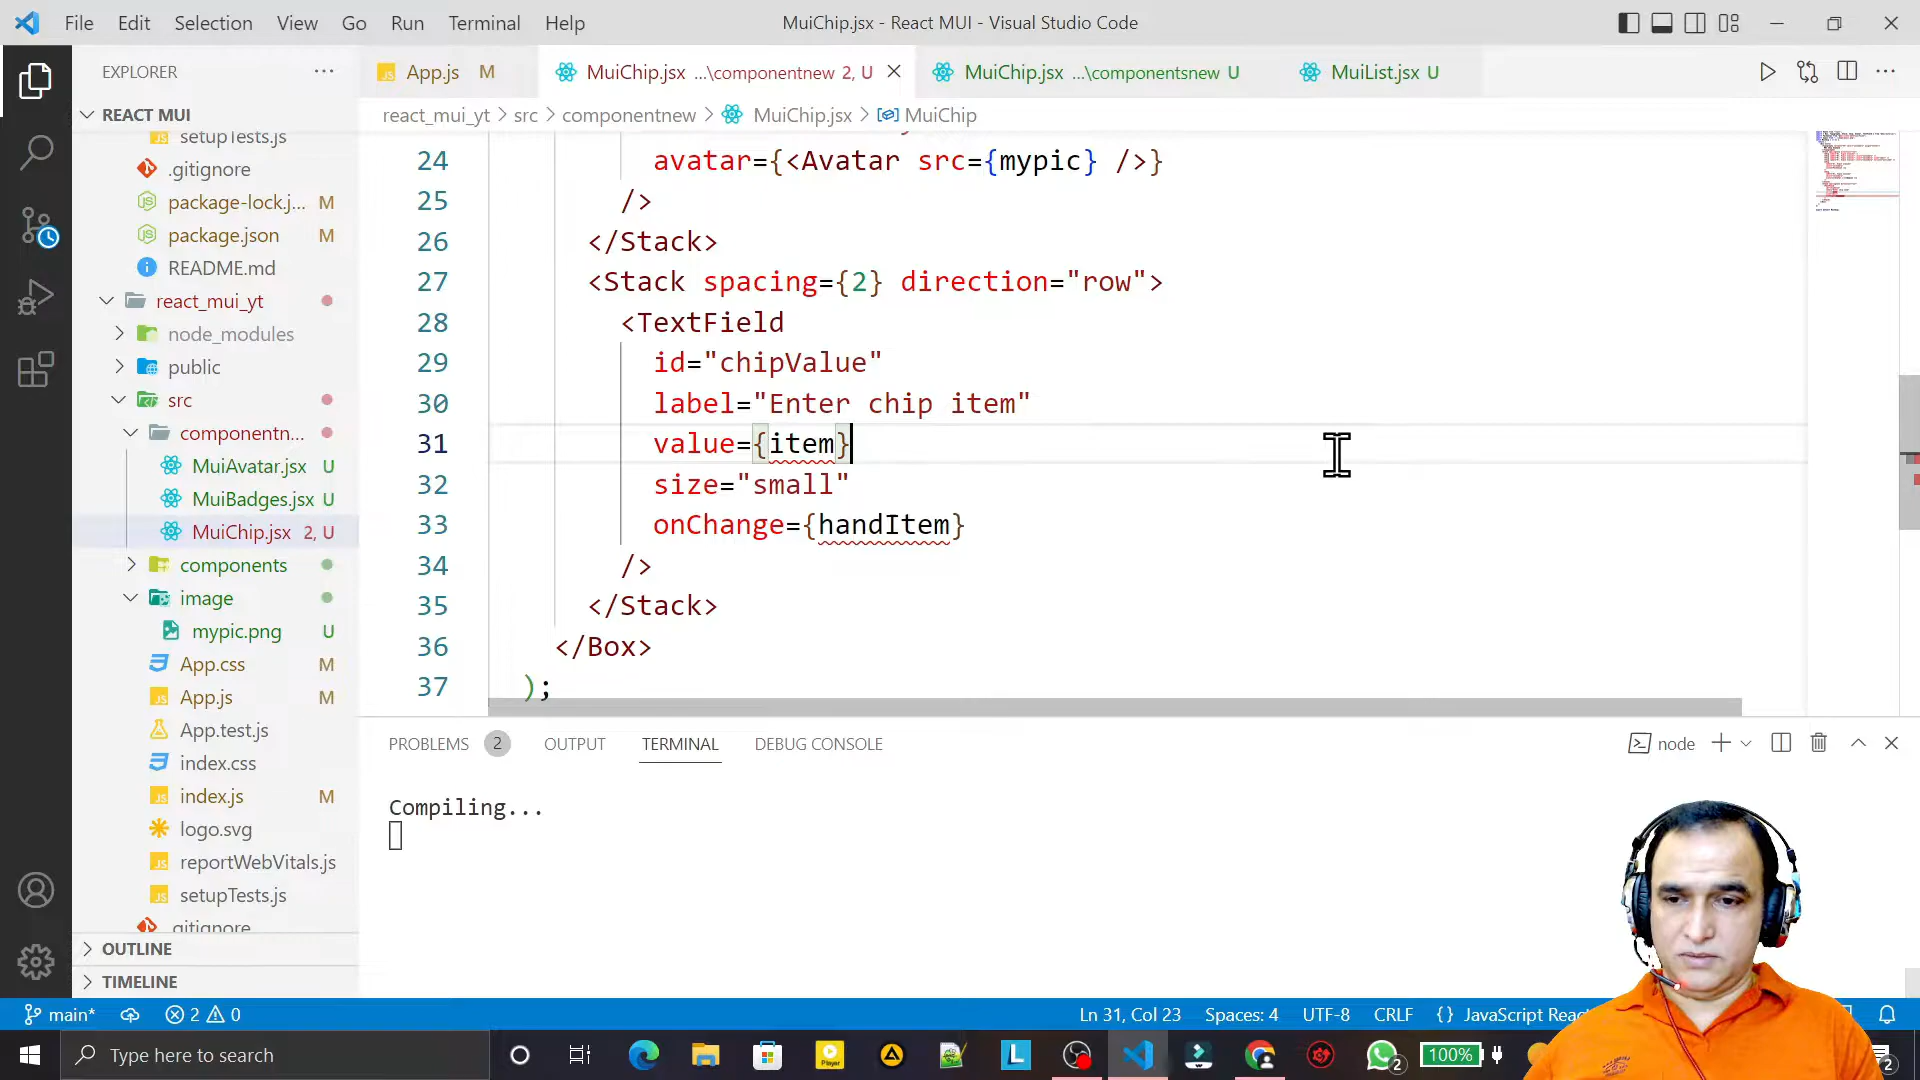 File Edit Selection View Go Run Terminal Help
MuiChip.jsx - React MUI - Visual Studio Code
EXPLORER
App.js M
MuiChip.jsx ...\componentnew 2, U
MuiChip.jsx ...\componentsnew U
MuiList.jsx U
REACT MUI
react_mui_yt > src > componentnew > MuiChip.jsx > MuiChip
setupTests.js
.gitignore
package-lock.j... M
package.json M
README.md
react_mui_yt
node_modules
public
src
componentn...
MuiAvatar.jsx U
MuiBadges.jsx U
MuiChip.jsx 2, U
components
image
mypic.png U
App.css M
App.js M
App.test.js
index.css
index.js M
logo.svg
reportWebVitals.js
setupTests.js
.gitignore
OUTLINE
TIMELINE
24 avatar={<Avatar src={mypic} />}
25 />
26 </Stack>
27 <Stack spacing={2} direction="row">
28 <TextField
29 id="chipValue"
30 label="Enter chip item"
31 value={item}
32 size="small"
33 onChange={handItem}
34 />
35 </Stack>
36 </Box>
37 );
PROBLEMS 2 OUTPUT TERMINAL DEBUG CONSOLE
node
Compiling...
main* 2 0
Ln 31, Col 23 Spaces: 4 UTF-8 CRLF {} JavaScript Reac
Type here to search
Player
L
2
100%
2